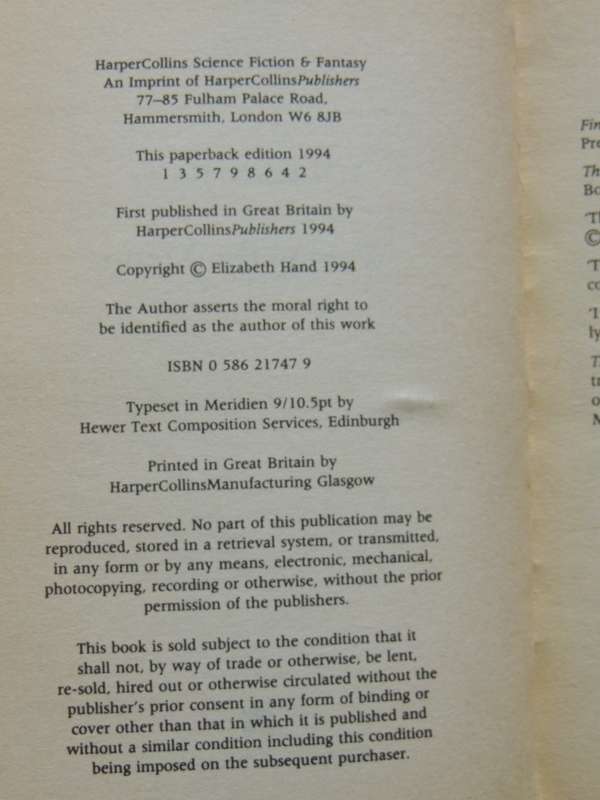 HarperCollins Science Fiction & Fantasy
An Imprint of HarperCollinsPublishers
77–85 Fulham Palace Road,
Hammersmith, London W6 8JB
This paperback edition 1994
1 3 5 7 9 8 6 4 2
First published in Great Britain by
HarperCollinsPublishers 1994
Copyright © Elizabeth Hand 1994
The Author asserts the moral right to
be identified as the author of this work
ISBN 0 586 21747 9
Typeset in Meridien 9/10.5pt by
Hewer Text Composition Services, Edinburgh
Printed in Great Britain by
HarperCollinsManufacturing Glasgow
All rights reserved. No part of this publication may be
reproduced, stored in a retrieval system, or transmitted,
in any form or by any means, electronic, mechanical,
photocopying, recording or otherwise, without the prior
permission of the publishers.
This book is sold subject to the condition that it
shall not, by way of trade or otherwise, be lent,
re-sold, hired out or otherwise circulated without the
publisher's prior consent in any form of binding or
cover other than that in which it is published and
without a similar condition including this condition
being imposed on the subsequent purchaser.